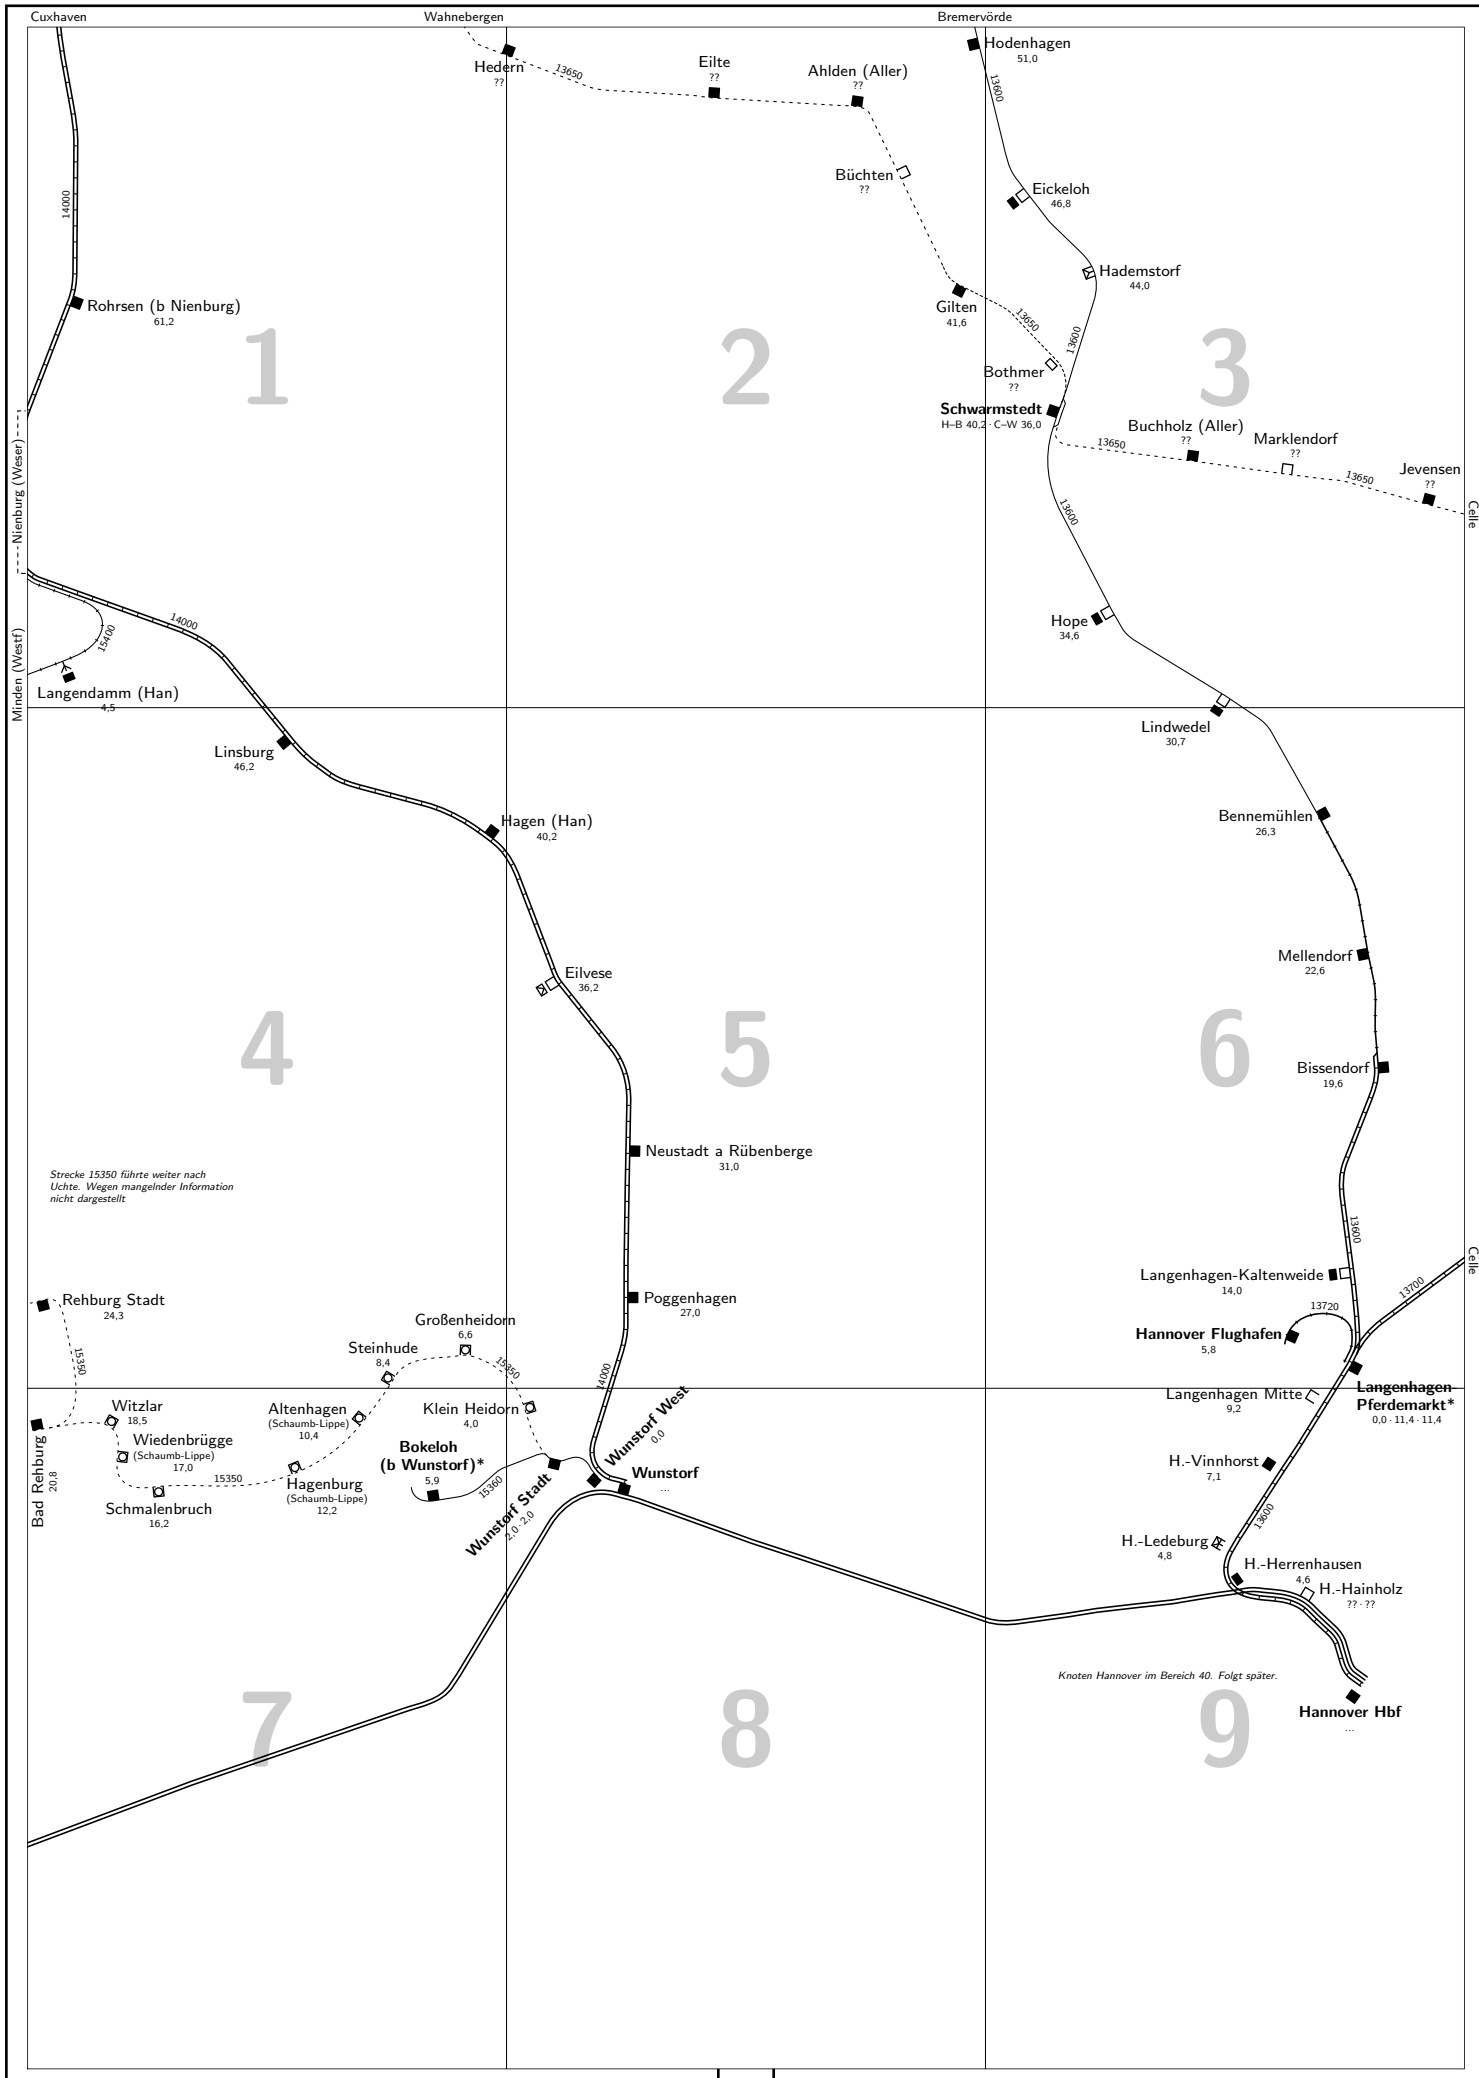 Cuxhaven
Wahnebergen
Bremervörde
Hodenhagen
51,0
Hedern
??
13650
Eilte
??
Ahlden (Aller)
??
13600
14000
Büchten
??
Eickeloh
46,8
Hademstorf
44,0
Rohrsen (b Nienburg)
61,2
Gilten
41,6
13650
13600
1
2
3
Bothmer
??
Schwarmstedt
H–B 40,2 · C–W 36,0
Buchholz (Aller)
??
Marklendorf
??
Jevensen
??
13650
13650
Nienburg (Weser)
Celle
13600
14000
15400
Hope
34,6
Minden (Westf)
Langendamm (Han)
4,5
Lindwedel
30,7
Linsburg
46,2
Hagen (Han)
40,2
Bennemühlen
26,3
Eilvese
36,2
Mellendorf
22,6
4
5
6
Bissendorf
19,6
Neustadt a Rübenberge
31,0
Strecke 15350 führte weiter nach
Uchte. Wegen mangelnder Information
nicht dargestellt
13600
Celle
Langenhagen-Kaltenweide
14,0
13700
Rehburg Stadt
24,3
Poggenhagen
27,0
13720
Großenheidorn
6,6
Hannover Flughafen
5,8
Steinhude
8,4
15350
15350
14000
Langenhagen-
Pferdemarkt*
0,0 · 11,4 · 11,4
Langenhagen Mitte
9,2
Witzlar
18,5
Altenhagen
(Schaumb-Lippe)
10,4
Klein Heidorn
4,0
Wunstorf West
0,0
Wiedenbrügge
(Schaumb-Lippe)
17,0
Bokeloh
(b Wunstorf)*
5,9
Bad Rehburg
20,8
15350
Hagenburg
(Schaumb-Lippe)
12,2
15360
Wunstorf
...
H.-Vinnhorst
7,1
Schmalenbruch
16,2
Wunstorf Stadt
2,0 · 2,0
13600
H.-Ledeburg
4,8
H.-Herrenhausen
4,6
H.-Hainholz
?? · ??
Knoten Hannover im Bereich 40. Folgt später.
7
8
9
Hannover Hbf
...